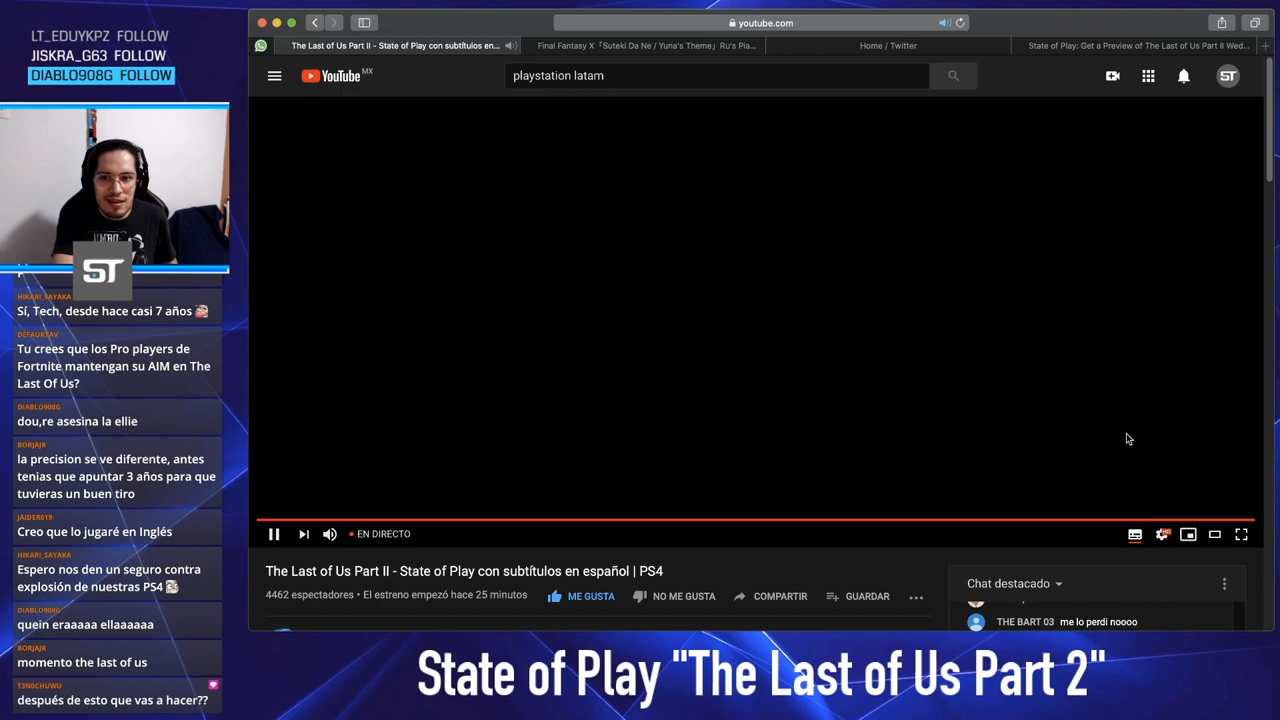 LT_EDUYKPZ FOLLOW
JISKRA_G63 FOLLOW
DIABLO908G FOLLOW
youtube.com
The Last of Us Part II - State of Play con subtítulos en...
Final Fantasy X「Suteki Da Ne / Yuna's Theme」Ru's Pia...
Home / Twitter
State of Play: Get a Preview of The Last of Us Part II Wed...
YouTube MX
playstation latam
ST
ST
HIKARI_SAYAKA
Sí, Tech, desde hace casi 7 años
DEFAUKTAV
Tu crees que los Pro players de
Fortnite mantengan su AIM en The
Last Of Us?
DIABLO908G
dou,re asesina la ellie
BORJAJR
la precision se ve diferente, antes
tenias que apuntar 3 años para que
tuvieras un buen tiro
JAIDER019
Creo que lo jugaré en Inglés
HIKARI_SAYAKA
Espero nos den un seguro contra
explosión de nuestras PS4
DIABLO908G
quein eraaaaa ellaaaaaa
BORJAJR
momento the last of us
T3N0CHUWU
después de esto que vas a hacer??
EN DIRECTO
HD
The Last of Us Part II - State of Play con subtítulos en español | PS4
4462 espectadores • El estreno empezó hace 25 minutos
ME GUSTA
NO ME GUSTA
COMPARTIR
GUARDAR
Chat destacado
THE BART 03 me lo perdi noooo
State of Play "The Last of Us Part 2"